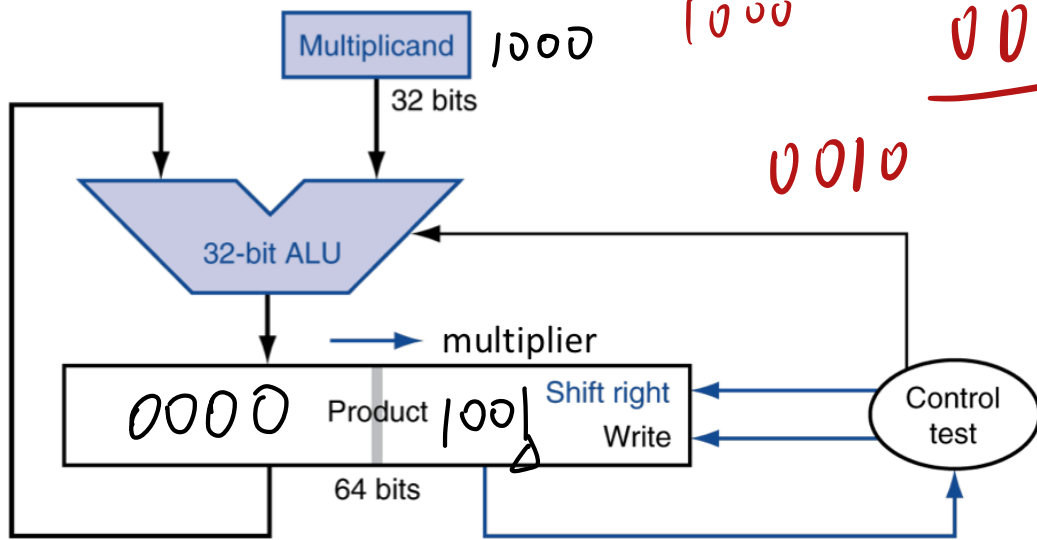 Multiplicand 1000
1000
00
32 bits
0010
32-bit ALU
multiplier
0000 Product 1001
Shift right
Write
Control
test
64 bits